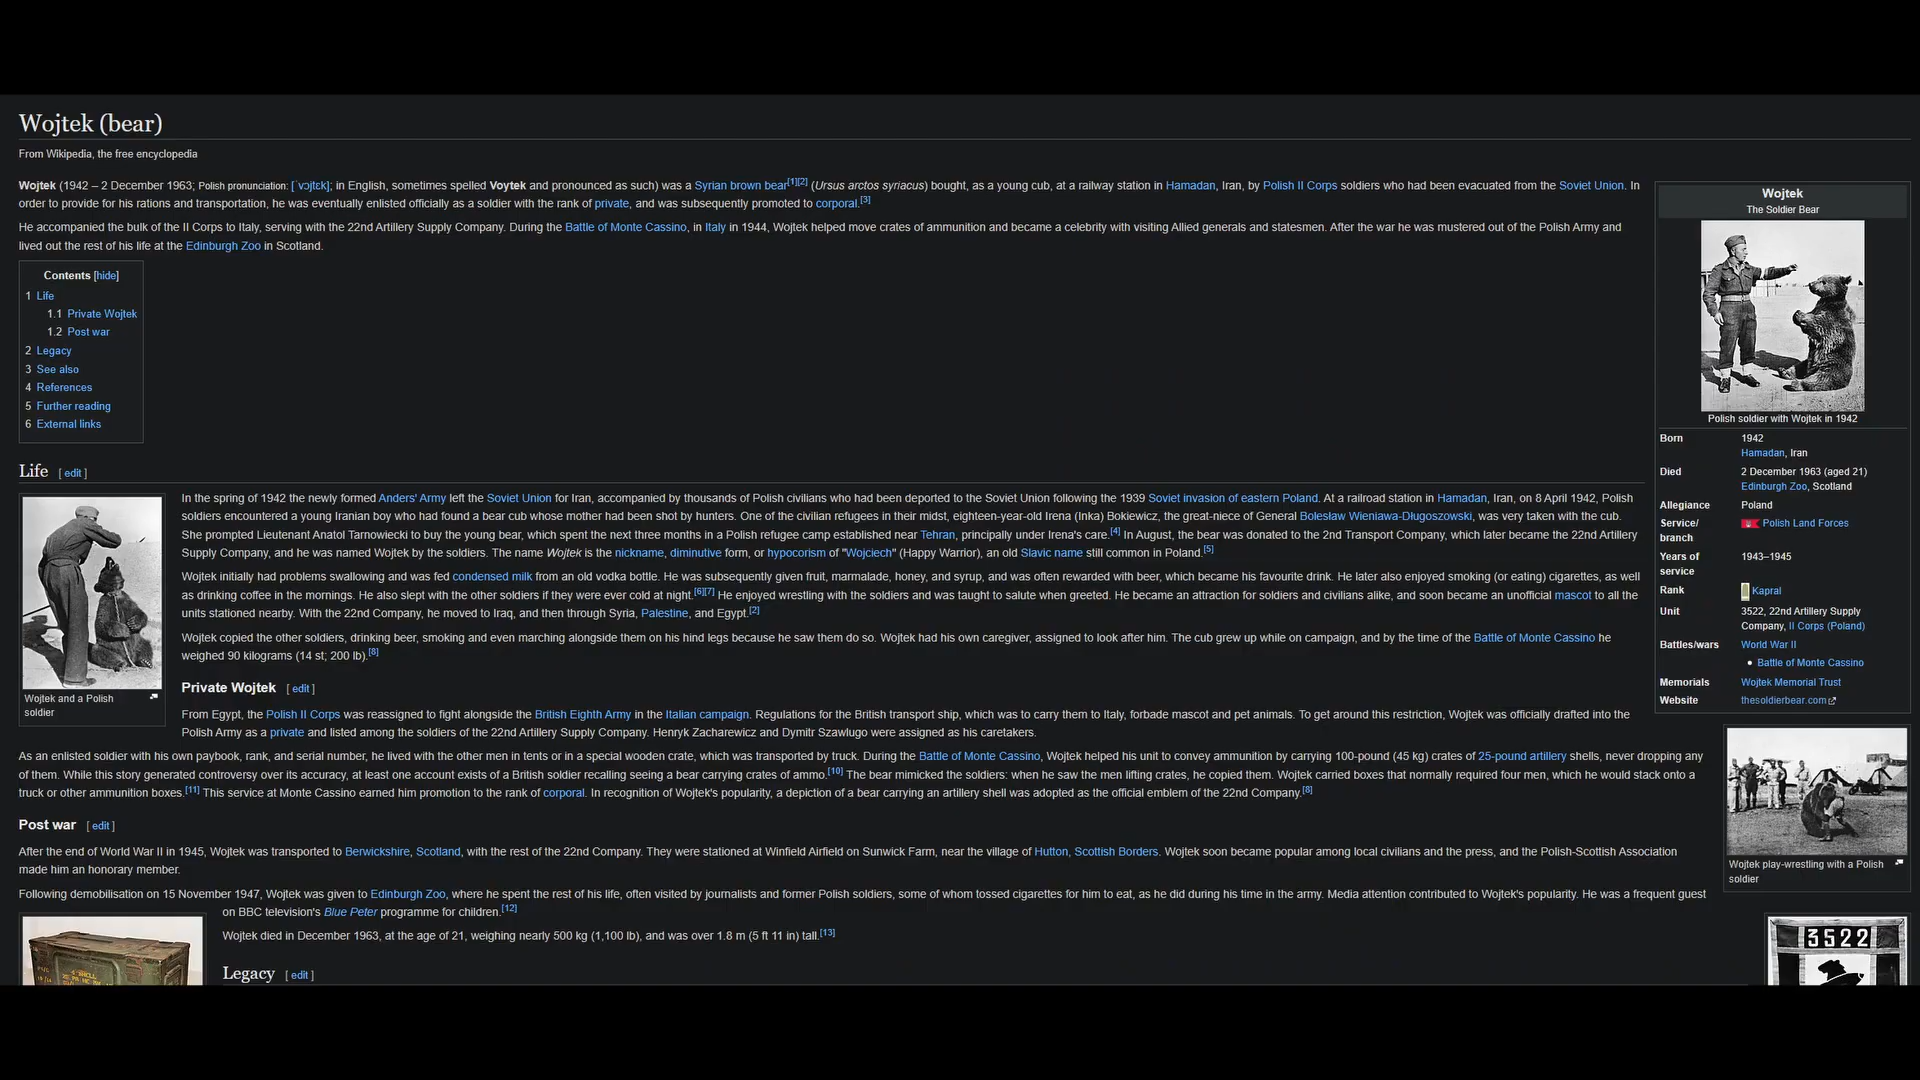 Wojtek (bear)
From Wikipedia, the free encyclopedia
Wojtek (1942 – 2 December 1963; Polish pronunciation: [ˈvɔjtɛk]; in English, sometimes spelled Voytek and pronounced as such) was a Syrian brown bear[1][2] (Ursus arctos syriacus) bought, as a young cub, at a railway station in Hamadan, Iran, by Polish II Corps soldiers who had been evacuated from the Soviet Union. In
order to provide for his rations and transportation, he was eventually enlisted officially as a soldier with the rank of private, and was subsequently promoted to corporal.[3]
He accompanied the bulk of the II Corps to Italy, serving with the 22nd Artillery Supply Company. During the Battle of Monte Cassino, in Italy in 1944, Wojtek helped move crates of ammunition and became a celebrity with visiting Allied generals and statesmen. After the war he was mustered out of the Polish Army and
lived out the rest of his life at the Edinburgh Zoo in Scotland.
Contents [hide]
1 Life
1.1 Private Wojtek
1.2 Post war
2 Legacy
3 See also
4 References
5 Further reading
6 External links
Wojtek
The Soldier Bear
Polish soldier with Wojtek in 1942
Born 1942
Hamadan, Iran
Died 2 December 1963 (aged 21)
Edinburgh Zoo, Scotland
Allegiance Poland
Service/ Polish Land Forces
branch
Years of 1943–1945
service
Rank Kapral
Unit 3522, 22nd Artillery Supply
Company, II Corps (Poland)
Battles/wars World War II
• Battle of Monte Cassino
Memorials Wojtek Memorial Trust
Website thesoldierbear.com
Life [ edit ]
In the spring of 1942 the newly formed Anders' Army left the Soviet Union for Iran, accompanied by thousands of Polish civilians who had been deported to the Soviet Union following the 1939 Soviet invasion of eastern Poland. At a railroad station in Hamadan, Iran, on 8 April 1942, Polish
soldiers encountered a young Iranian boy who had found a bear cub whose mother had been shot by hunters. One of the civilian refugees in their midst, eighteen-year-old Irena (Inka) Bokiewicz, the great-niece of General Bolesław Wieniawa-Długoszowski, was very taken with the cub.
She prompted Lieutenant Anatol Tarnowiecki to buy the young bear, which spent the next three months in a Polish refugee camp established near Tehran, principally under Irena's care.[4] In August, the bear was donated to the 2nd Transport Company, which later became the 22nd Artillery
Supply Company, and he was named Wojtek by the soldiers. The name Wojtek is the nickname, diminutive form, or hypocorism of "Wojciech" (Happy Warrior), an old Slavic name still common in Poland.[5]
Wojtek initially had problems swallowing and was fed condensed milk from an old vodka bottle. He was subsequently given fruit, marmalade, honey, and syrup, and was often rewarded with beer, which became his favourite drink. He later also enjoyed smoking (or eating) cigarettes, as well
as drinking coffee in the mornings. He also slept with the other soldiers if they were ever cold at night.[6][7] He enjoyed wrestling with the soldiers and was taught to salute when greeted. He became an attraction for soldiers and civilians alike, and soon became an unofficial mascot to all the
units stationed nearby. With the 22nd Company, he moved to Iraq, and then through Syria, Palestine, and Egypt.[2]
Wojtek copied the other soldiers, drinking beer, smoking and even marching alongside them on his hind legs because he saw them do so. Wojtek had his own caregiver, assigned to look after him. The cub grew up while on campaign, and by the time of the Battle of Monte Cassino he
weighed 90 kilograms (14 st; 200 lb).[8]
Wojtek and a Polish
soldier
Private Wojtek [ edit ]
From Egypt, the Polish II Corps was reassigned to fight alongside the British Eighth Army in the Italian campaign. Regulations for the British transport ship, which was to carry them to Italy, forbade mascot and pet animals. To get around this restriction, Wojtek was officially drafted into the
Polish Army as a private and listed among the soldiers of the 22nd Artillery Supply Company. Henryk Zacharewicz and Dymitr Szawlugo were assigned as his caretakers.
As an enlisted soldier with his own paybook, rank, and serial number, he lived with the other men in tents or in a special wooden crate, which was transported by truck. During the Battle of Monte Cassino, Wojtek helped his unit to convey ammunition by carrying 100-pound (45 kg) crates of 25-pound artillery shells, never dropping any
of them. While this story generated controversy over its accuracy, at least one account exists of a British soldier recalling seeing a bear carrying crates of ammo.[10] The bear mimicked the soldiers: when he saw the men lifting crates, he copied them. Wojtek carried boxes that normally required four men, which he would stack onto a
truck or other ammunition boxes.[11] This service at Monte Cassino earned him promotion to the rank of corporal. In recognition of Wojtek's popularity, a depiction of a bear carrying an artillery shell was adopted as the official emblem of the 22nd Company.[8]
Wojtek play-wrestling with a Polish
soldier
Post war [ edit ]
After the end of World War II in 1945, Wojtek was transported to Berwickshire, Scotland, with the rest of the 22nd Company. They were stationed at Winfield Airfield on Sunwick Farm, near the village of Hutton, Scottish Borders. Wojtek soon became popular among local civilians and the press, and the Polish-Scottish Association
made him an honorary member.
Following demobilisation on 15 November 1947, Wojtek was given to Edinburgh Zoo, where he spent the rest of his life, often visited by journalists and former Polish soldiers, some of whom tossed cigarettes for him to eat, as he did during his time in the army. Media attention contributed to Wojtek's popularity. He was a frequent guest
on BBC television's Blue Peter programme for children.[12]
Wojtek died in December 1963, at the age of 21, weighing nearly 500 kg (1,100 lb), and was over 1.8 m (5 ft 11 in) tall.[13]
Legacy [ edit ]
3522